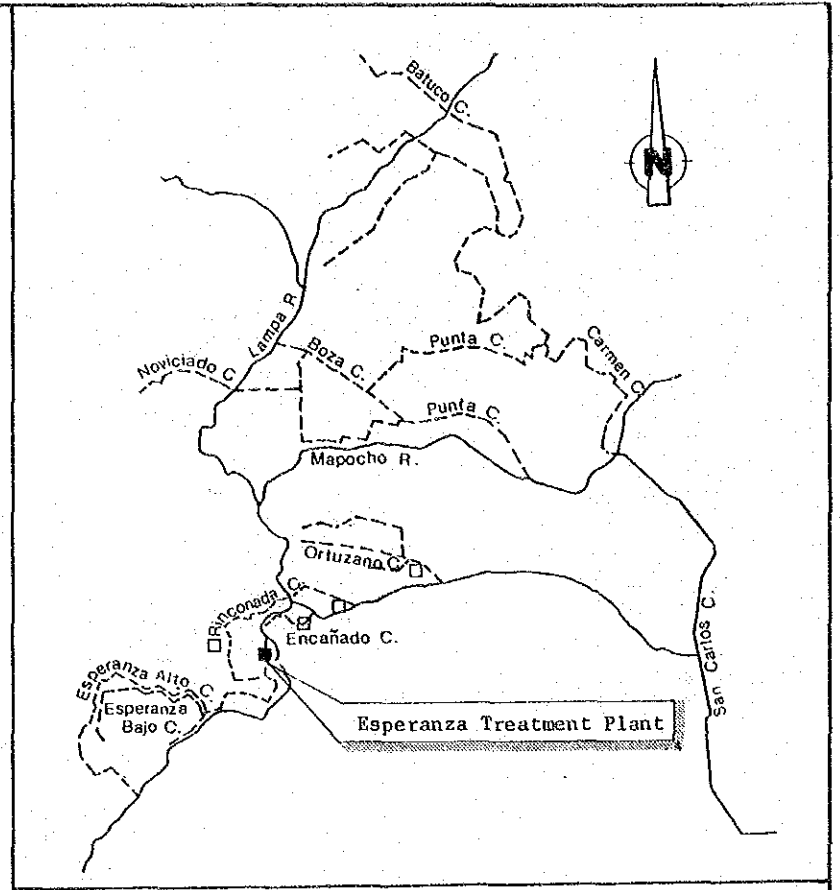 Batuco C.
N
Lampa R.
Noviciado C
Boza C.
Punta C.
Carmen C.
Punta C.
Mapocho R.
Ortuzano C.
Rinconada C.
Encañado C.
San Carlos C.
Esperanza Alto C.
Esperanza
Bajo C.
Esperanza Treatment Plant